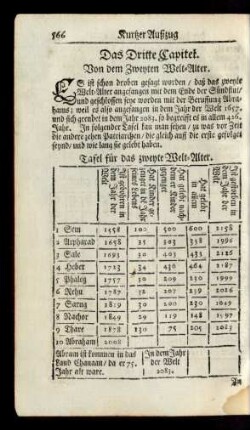 566 Kurtzer Außzug
Das Dritte Capitel.
Von dem Zweyten Welt-Alter.
ES ist schon droben gesagt worden / daß das zweyte
Welt-Alter angefangen mit dem Ende der Sündflut/
und geschlossen seye worden mit der Beruffung Abra-
hams; weil es also angefangen in dem Jahr der Welt 1657.
und sich geendet in dem Jahr 2083. so begreifft es in allem 426.
Jahr. In folgender Tafel kan man sehen / zu was vor Zeit
die andere zehen Patriarchen / die gleich auf die erste gefolget
seynd / und wie lang sie gelebt haben.
Tafel für das zweyte Welt-Alter.
1 Sem 1558 100 500 1600 2158
2 Arphaxad 1658 35 303 338 1996
3 Sale 1693 30 403 433 2126
4 Heber 1723 34 430 464 2187
5 Phaleg 1757 30 209 239 1996
6 Rehu 1787 32 207 239 2026
7 Sarug 1819 30 200 230 2049
8 Nachor 1849 29 119 148 1997
9 Thare 1878 130 75 205 2083
10 Abraham 2008
Abram ist kommen in das
Land Chanaan / da er 75.
Jahr alt ware.
In dem Jahr
der Welt
2083.